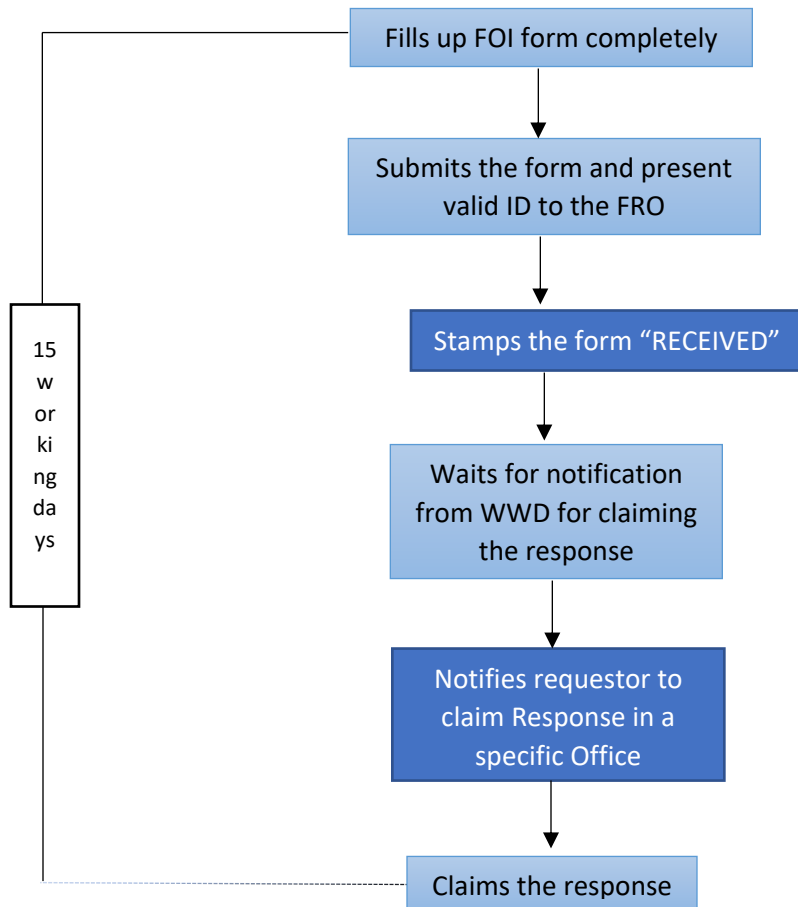 Fills up FOI form completely
Submits the form and present
valid ID to the FRO
Stamps the form “RECEIVED”
15
w
or
ki
ng
da
ys
Waits for notification
from WWD for claiming
the response
Notifies requestor to
claim Response in a
specific Office
Claims the response